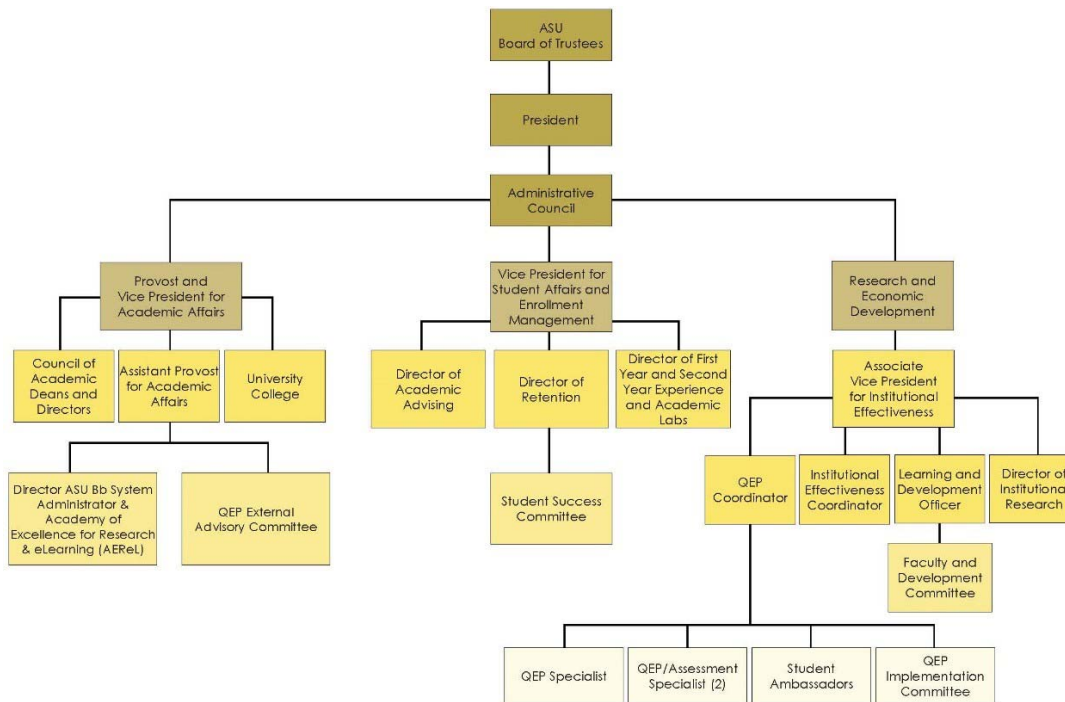 ASU
Board of Trustees
President
Administrative
Council
Provost and
Vice President for
Academic Affairs
Vice President for
Student Affairs and
Enrollment
Management
Research and
Economic
Development
Council of
Academic
Deans and
Directors
Assistant Provost
for Academic
Affairs
University
College
Director
of Academic
Advising
Director of
Retention
Director of First
Year and Second
Year Experience
and Academic
Labs
Associate
Vice President
for Institutional
Effectiveness
Director ASU Bb System
Administrator &
Academy of
Excellence for Research
& eLearning (AEReL)
QEP External
Advisory Committee
Student Success
Committee
QEP
Coordinator
Institutional
Effectiveness
Coordinator
Learning and
Development
Officer
Director of
Institutional
Research
Faculty and
Development
Committee
QEP Specialist
QEP/Assessment
Specialist (2)
Student
Ambassadors
QEP
Implementation
Committee